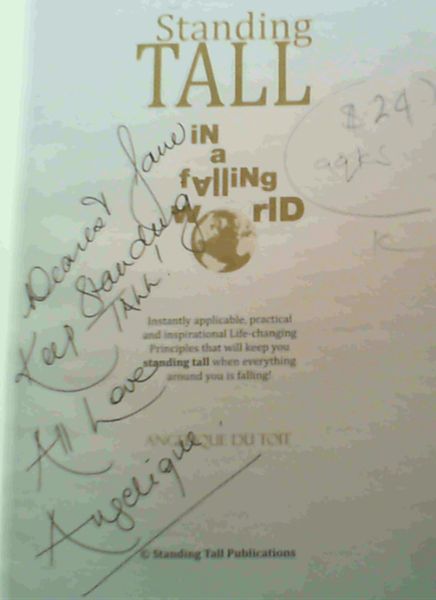 Standing
TALL
iN
a
falliNg
WOrlD
Dearest Jane
Keep Standing
TALL!
All Love
Angelique
Instantly applicable, practical
and inspirational Life-changing
Principles that will keep you
standing tall when everything
around you is falling!
ANGELIQUE DU TOIT
© Standing Tall Publications